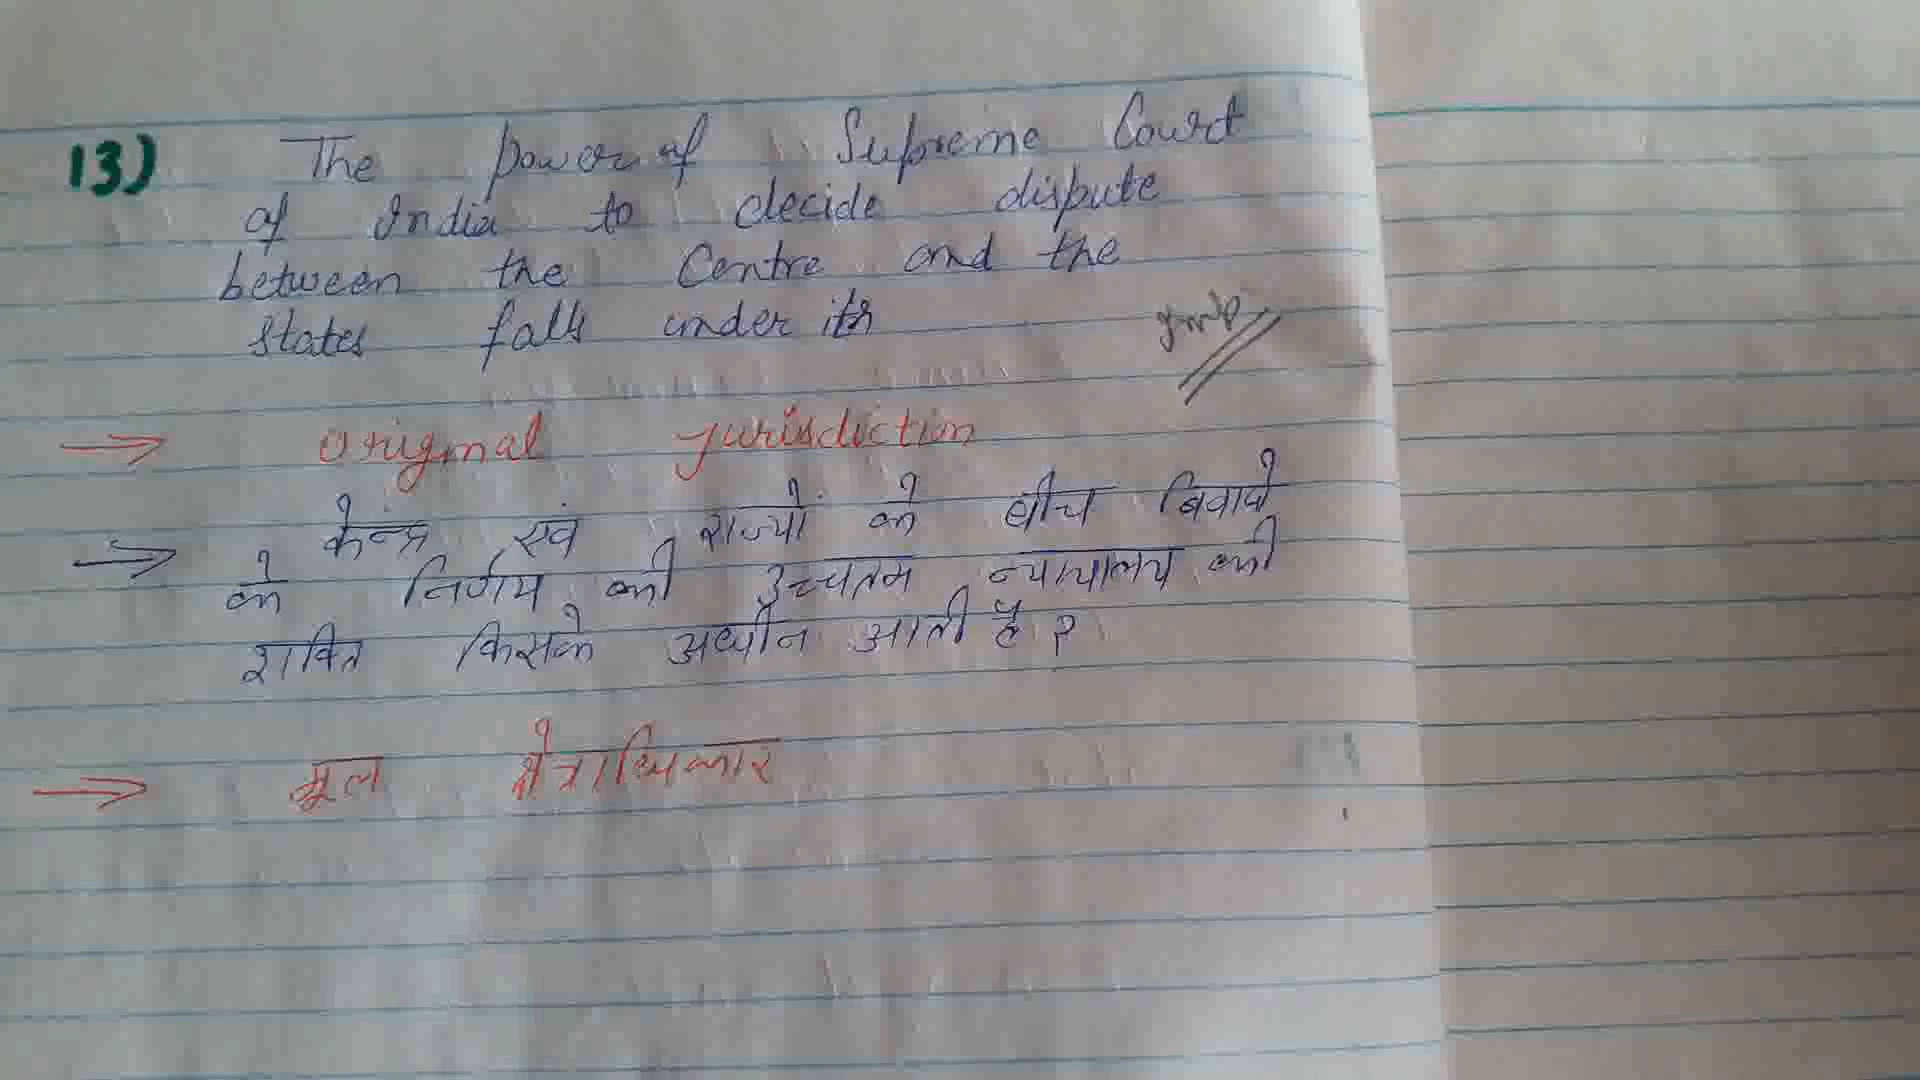 13) The power of Supreme Court
of India to decide dispute
between the Centre and the
states falls under its
Imp
→ Original jurisdiction
→ केन्द्र एवं राज्यों के बीच विवादो
के निर्णय की उच्चतम न्यायालय की
शक्ति किसके अधीन आती है ?
→ मूल क्षेत्राधिकार